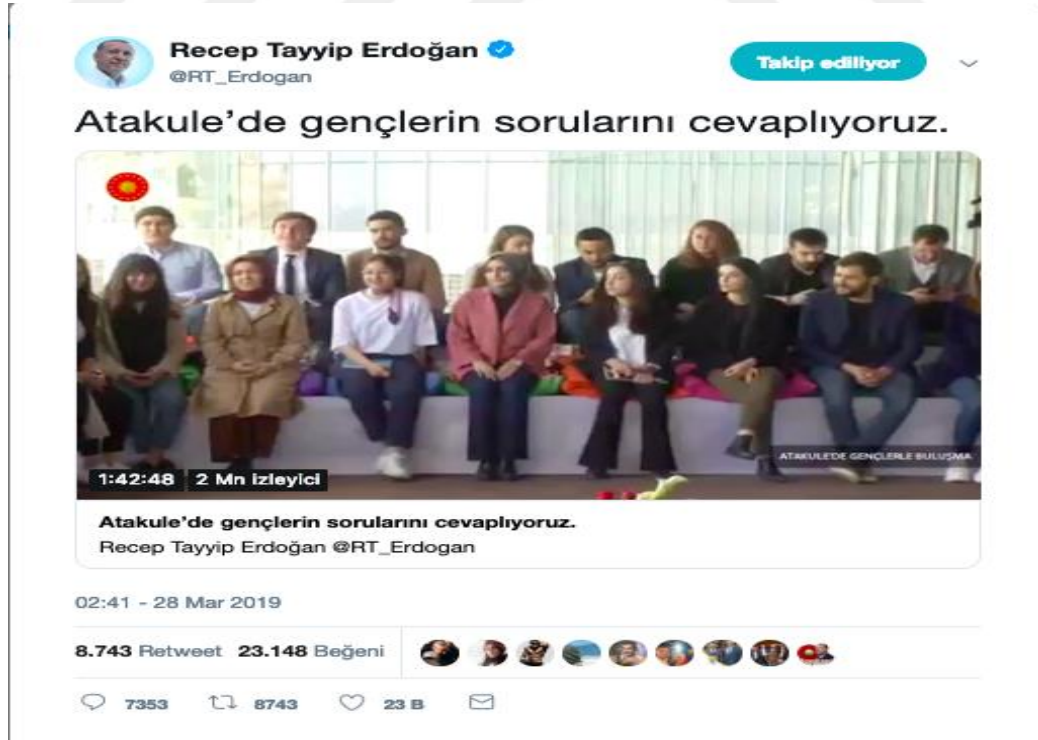 Recep Tayyip Erdoğan
@RT_Erdogan
Takip ediliyor
Atakule’de gençlerin sorularını cevaplıyoruz.
ATAKULE'DE GENÇLERLE BULUŞMA
1:42:48 2 Mn izleyici
Atakule’de gençlerin sorularını cevaplıyoruz.
Recep Tayyip Erdoğan @RT_Erdogan
02:41 - 28 Mar 2019
8.743 Retweet 23.148 Beğeni
7353 8743 23 B